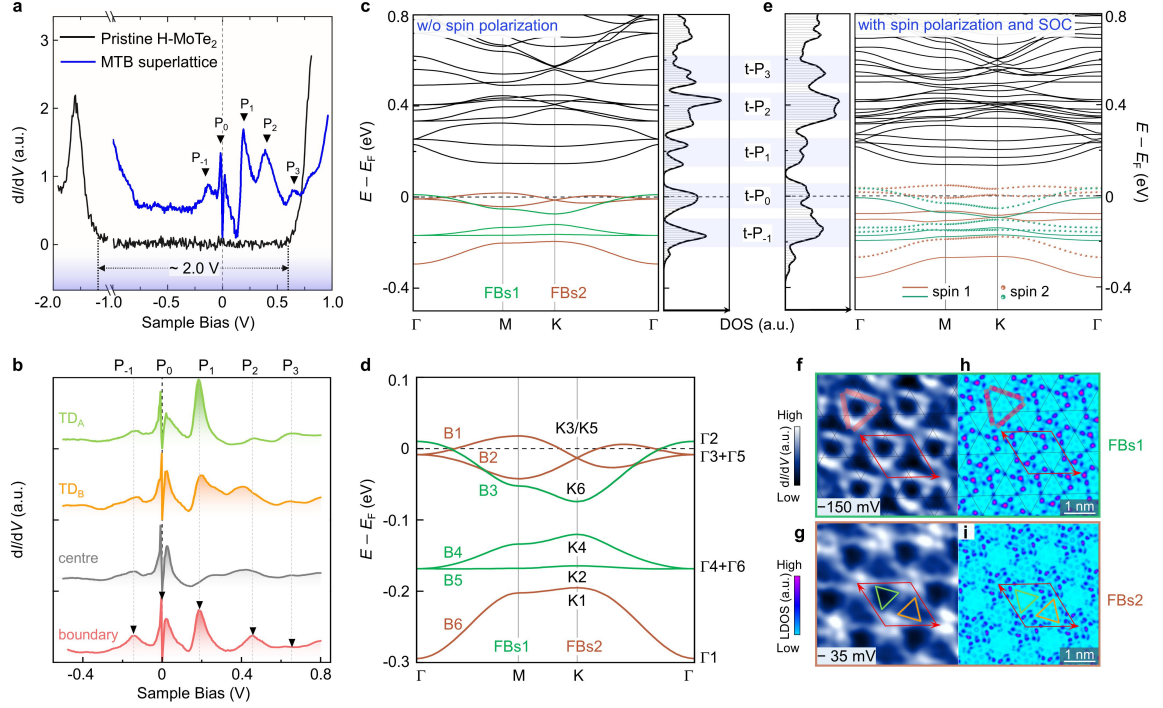 a
3
2
1
0
dI/dV (a.u.)
Pristine H-MoTe2
MTB superlattice
P-1
P0
P1
P2
P3
~ 2.0 V
-2.0
-1.0
-0.5
0
0.5
1.0
Sample Bias (V)
b
P-1
P0
P1
P2
P3
TDA
TDB
centre
boundary
dI/dV (a.u.)
-0.4
0
0.4
0.8
Sample Bias (V)
c
w/o spin polarization
0.8
0.4
0
-0.4
E − EF (eV)
FBs1
FBs2
Γ
M
K
Γ
t-P3
t-P2
t-P1
t-P0
t-P-1
DOS (a.u.)
e
with spin polarization and SOC
0.8
0.4
0
-0.4
E − EF (eV)
spin 1
spin 2
Γ
M
K
Γ
d
0.1
0
-0.1
-0.2
-0.3
E − EF (eV)
B1
B2
B3
B4
B5
B6
K3/K5
K6
K4
K2
K1
Γ2
Γ3+Γ5
Γ4+Γ6
Γ1
FBs1
FBs2
Γ
M
K
Γ
f
High
dI/dV (a.u.)
Low
−150 mV
h
1 nm
FBs1
g
High
LDOS (a.u.)
Low
− 35 mV
i
1 nm
FBs2